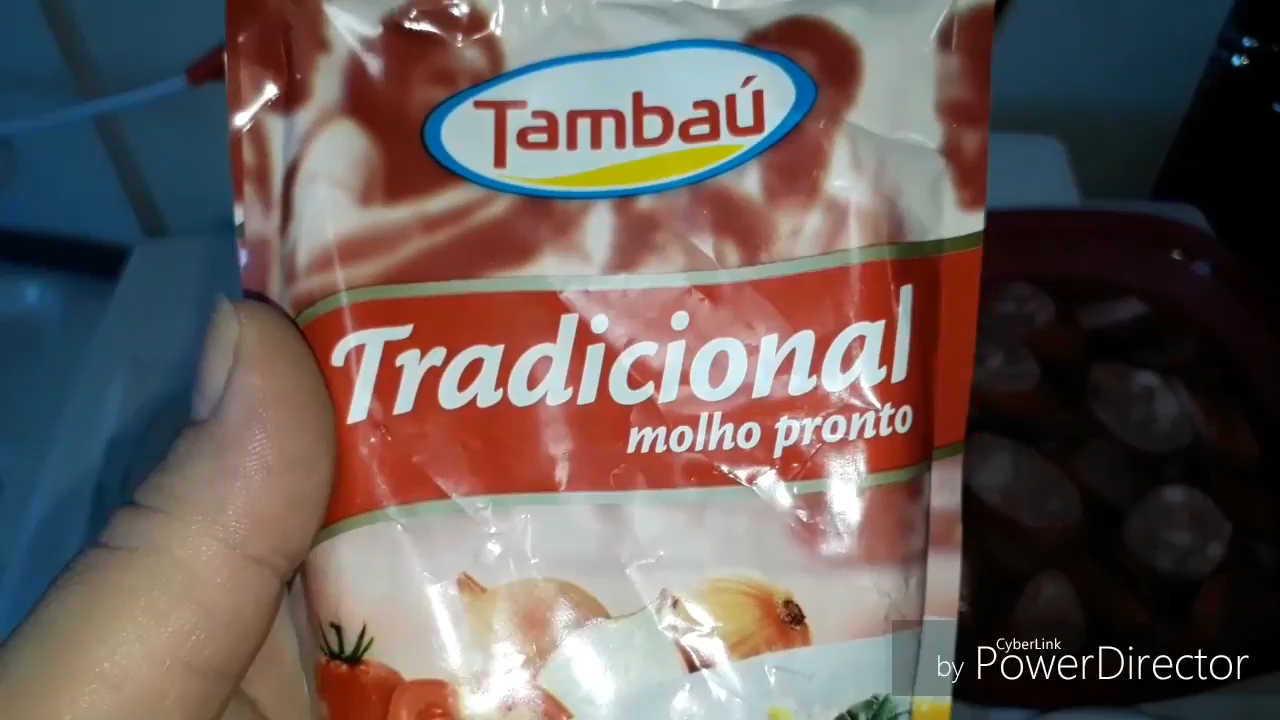 Tambaú
Tradicional
molho pronto
CyberLink
by PowerDirector